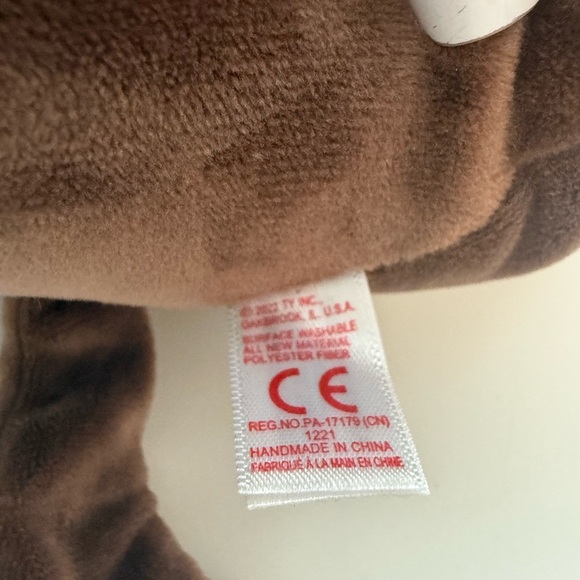 © 2022 TY INC.,
OAKBROOK, IL. U.S.A.
SURFACE WASHABLE
ALL NEW MATERIAL
POLYESTER FIBER
CE
REG.NO.PA-17179 (CN)
1221
HANDMADE IN CHINA
FABRIQUÉ À LA MAIN EN CHINE